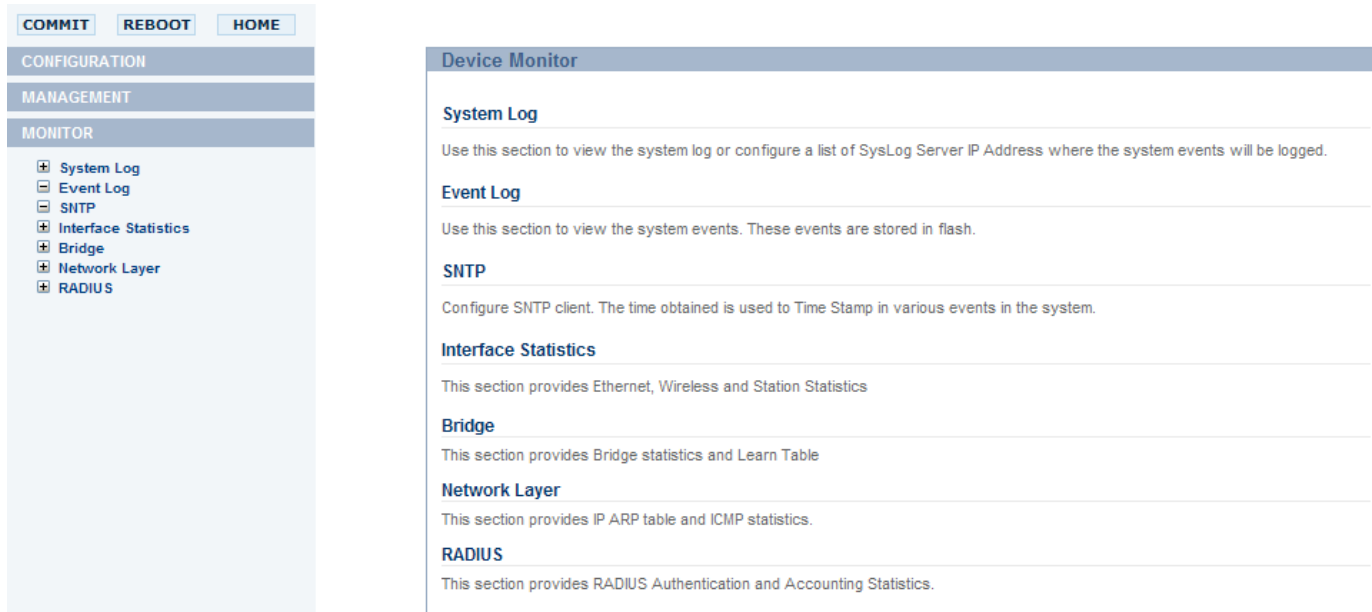 COMMIT REBOOT HOME
CONFIGURATION
MANAGEMENT
MONITOR
System Log
Event Log
SNTP
Interface Statistics
Bridge
Network Layer
RADIUS
Device Monitor
System Log
Use this section to view the system log or configure a list of SysLog Server IP Address where the system events will be logged.
Event Log
Use this section to view the system events. These events are stored in flash.
SNTP
Configure SNTP client. The time obtained is used to Time Stamp in various events in the system.
Interface Statistics
This section provides Ethernet, Wireless and Station Statistics
Bridge
This section provides Bridge statistics and Learn Table
Network Layer
This section provides IP ARP table and ICMP statistics.
RADIUS
This section provides RADIUS Authentication and Accounting Statistics.